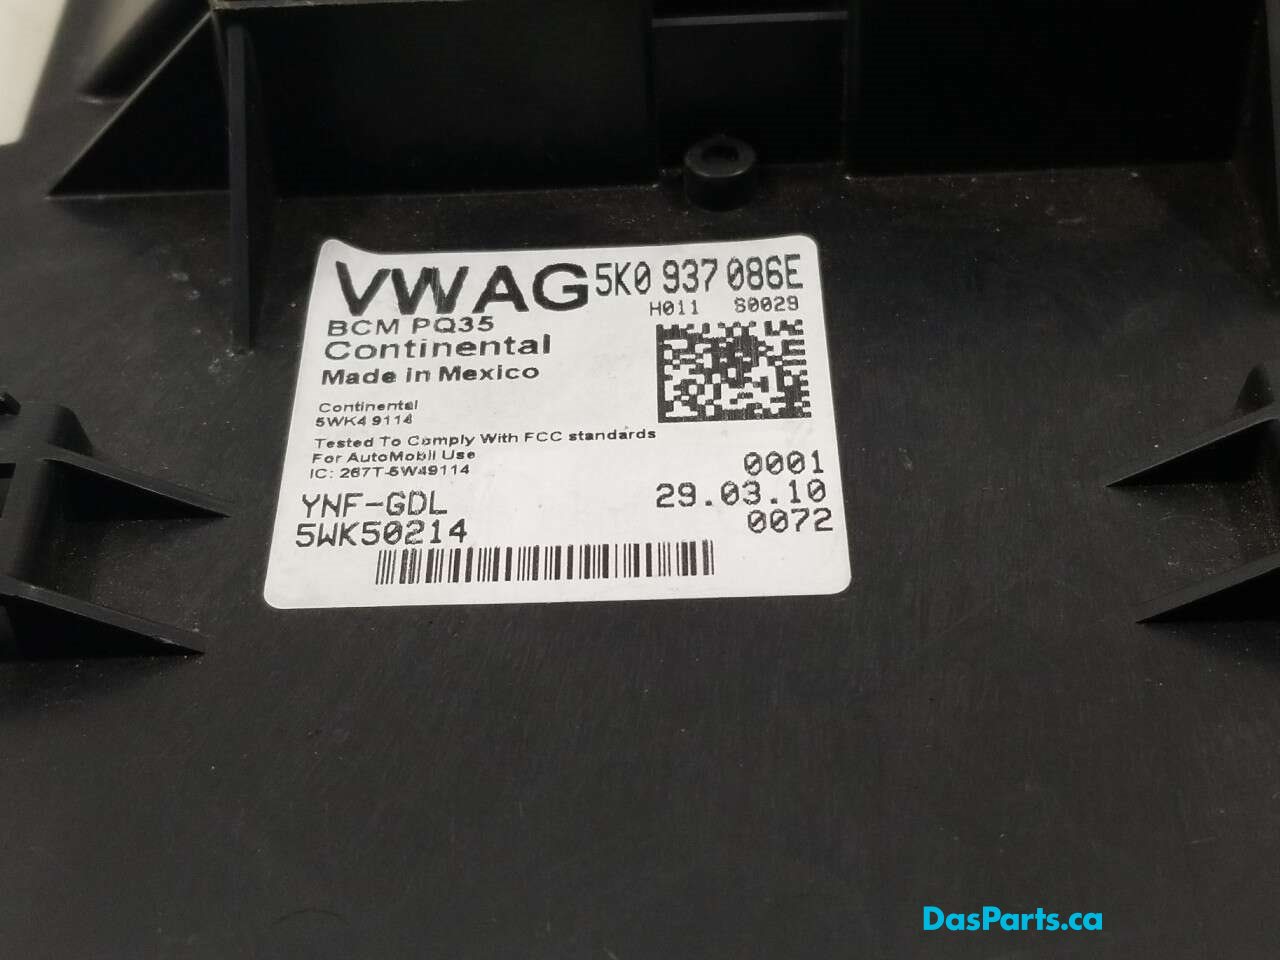 VWAG 5K0 937 086E
H011 S0029
BCM PQ35
Continental
Made in Mexico
Continental
5WK4 9114
Tested To Comply With FCC standards
For AutoMobil Use
IC: 267T-5W49114
0001
YNF-GDL 29.03.10
5WK50214 0072
DasParts.ca